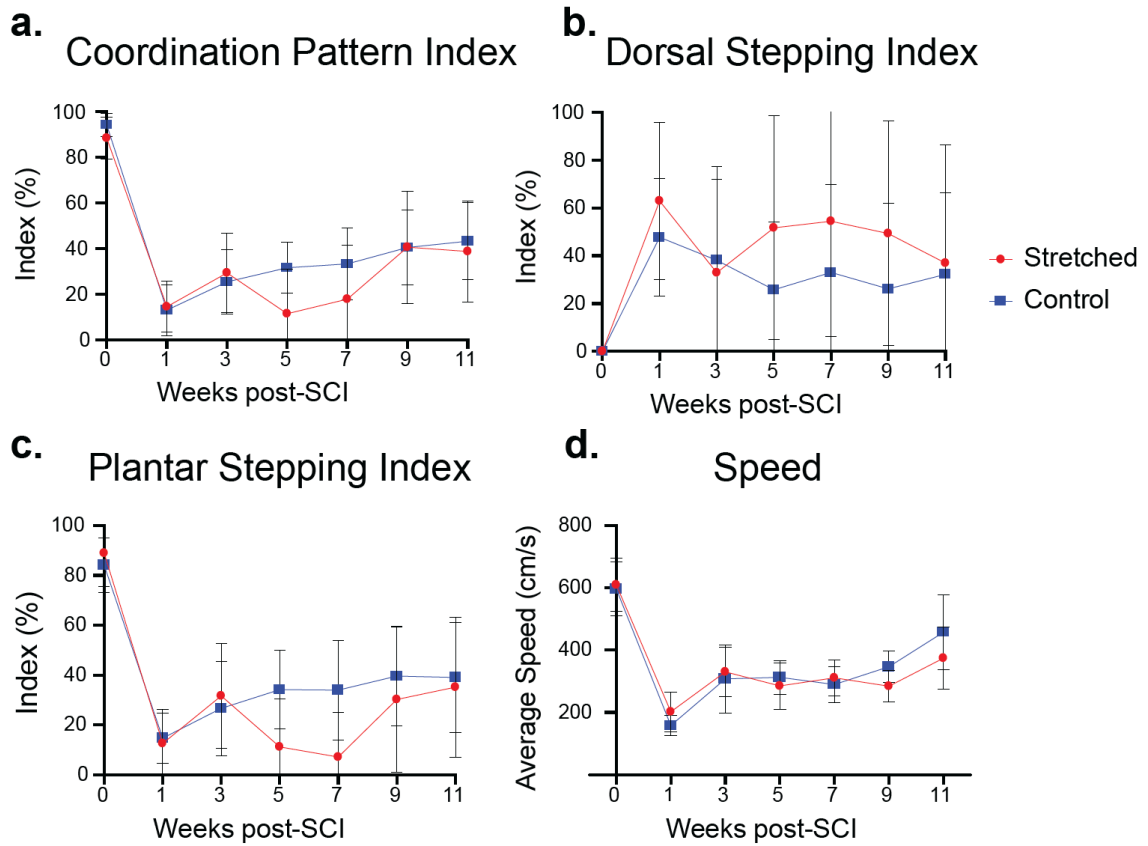 a.
Coordination Pattern Index
100
80
60
40
20
0
Index (%)
0 1 3 5 7 9 11
Weeks post-SCI
b.
Dorsal Stepping Index
100
80
60
40
20
0
Index (%)
0 1 3 5 7 9 11
Weeks post-SCI
Stretched
Control
c.
Plantar Stepping Index
100
80
60
40
20
0
Index (%)
0 1 3 5 7 9 11
Weeks post-SCI
d.
Speed
800
600
400
200
Average Speed (cm/s)
0 1 3 5 7 9 11
Weeks post-SCI